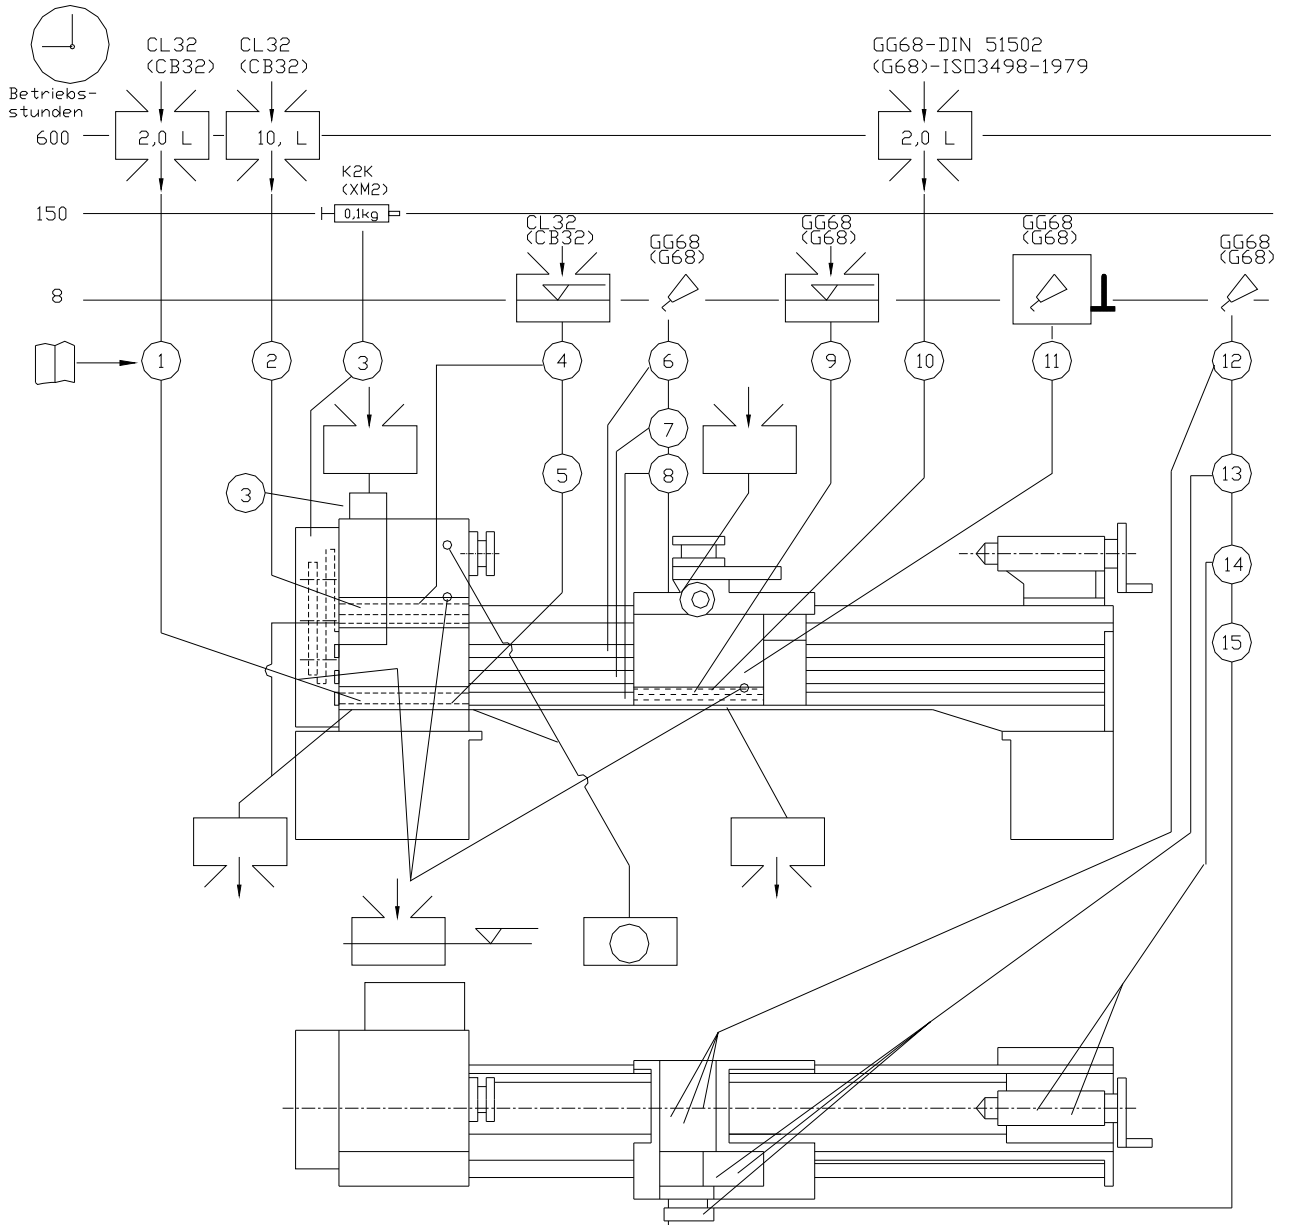 CL32
(CB32)
CL32
(CB32)
GG68-DIN 51502
(G68)-ISO3498-1979
Betriebs-
stunden
600
2,0 L
10, L
2,0 L
K2K
(XM2)
150
0,1kg
CL32
(CB32)
GG68
(G68)
GG68
(G68)
GG68
(G68)
GG68
(G68)
8
1
2
3
4
6
9
10
11
12
7
5
8
13
3
14
15